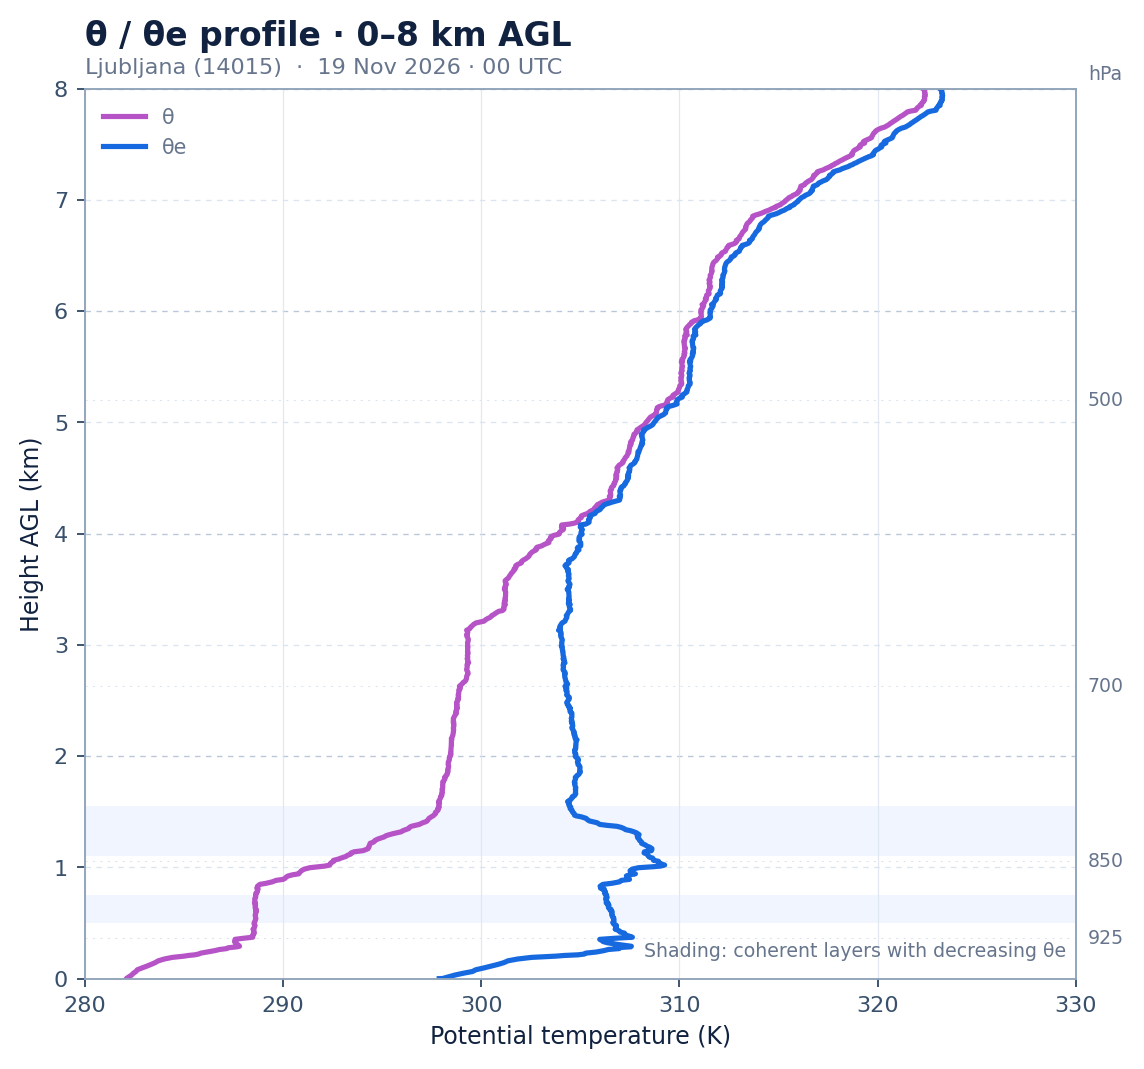 θ / θe profile · 0–8 km AGL
Ljubljana (14015) · 19 Nov 2026 · 00 UTC
hPa
θ
θe
8
7
6
5
4
3
2
1
0
Height AGL (km)
500
700
850
925
Shading: coherent layers with decreasing θe
280 290 300 310 320 330
Potential temperature (K)